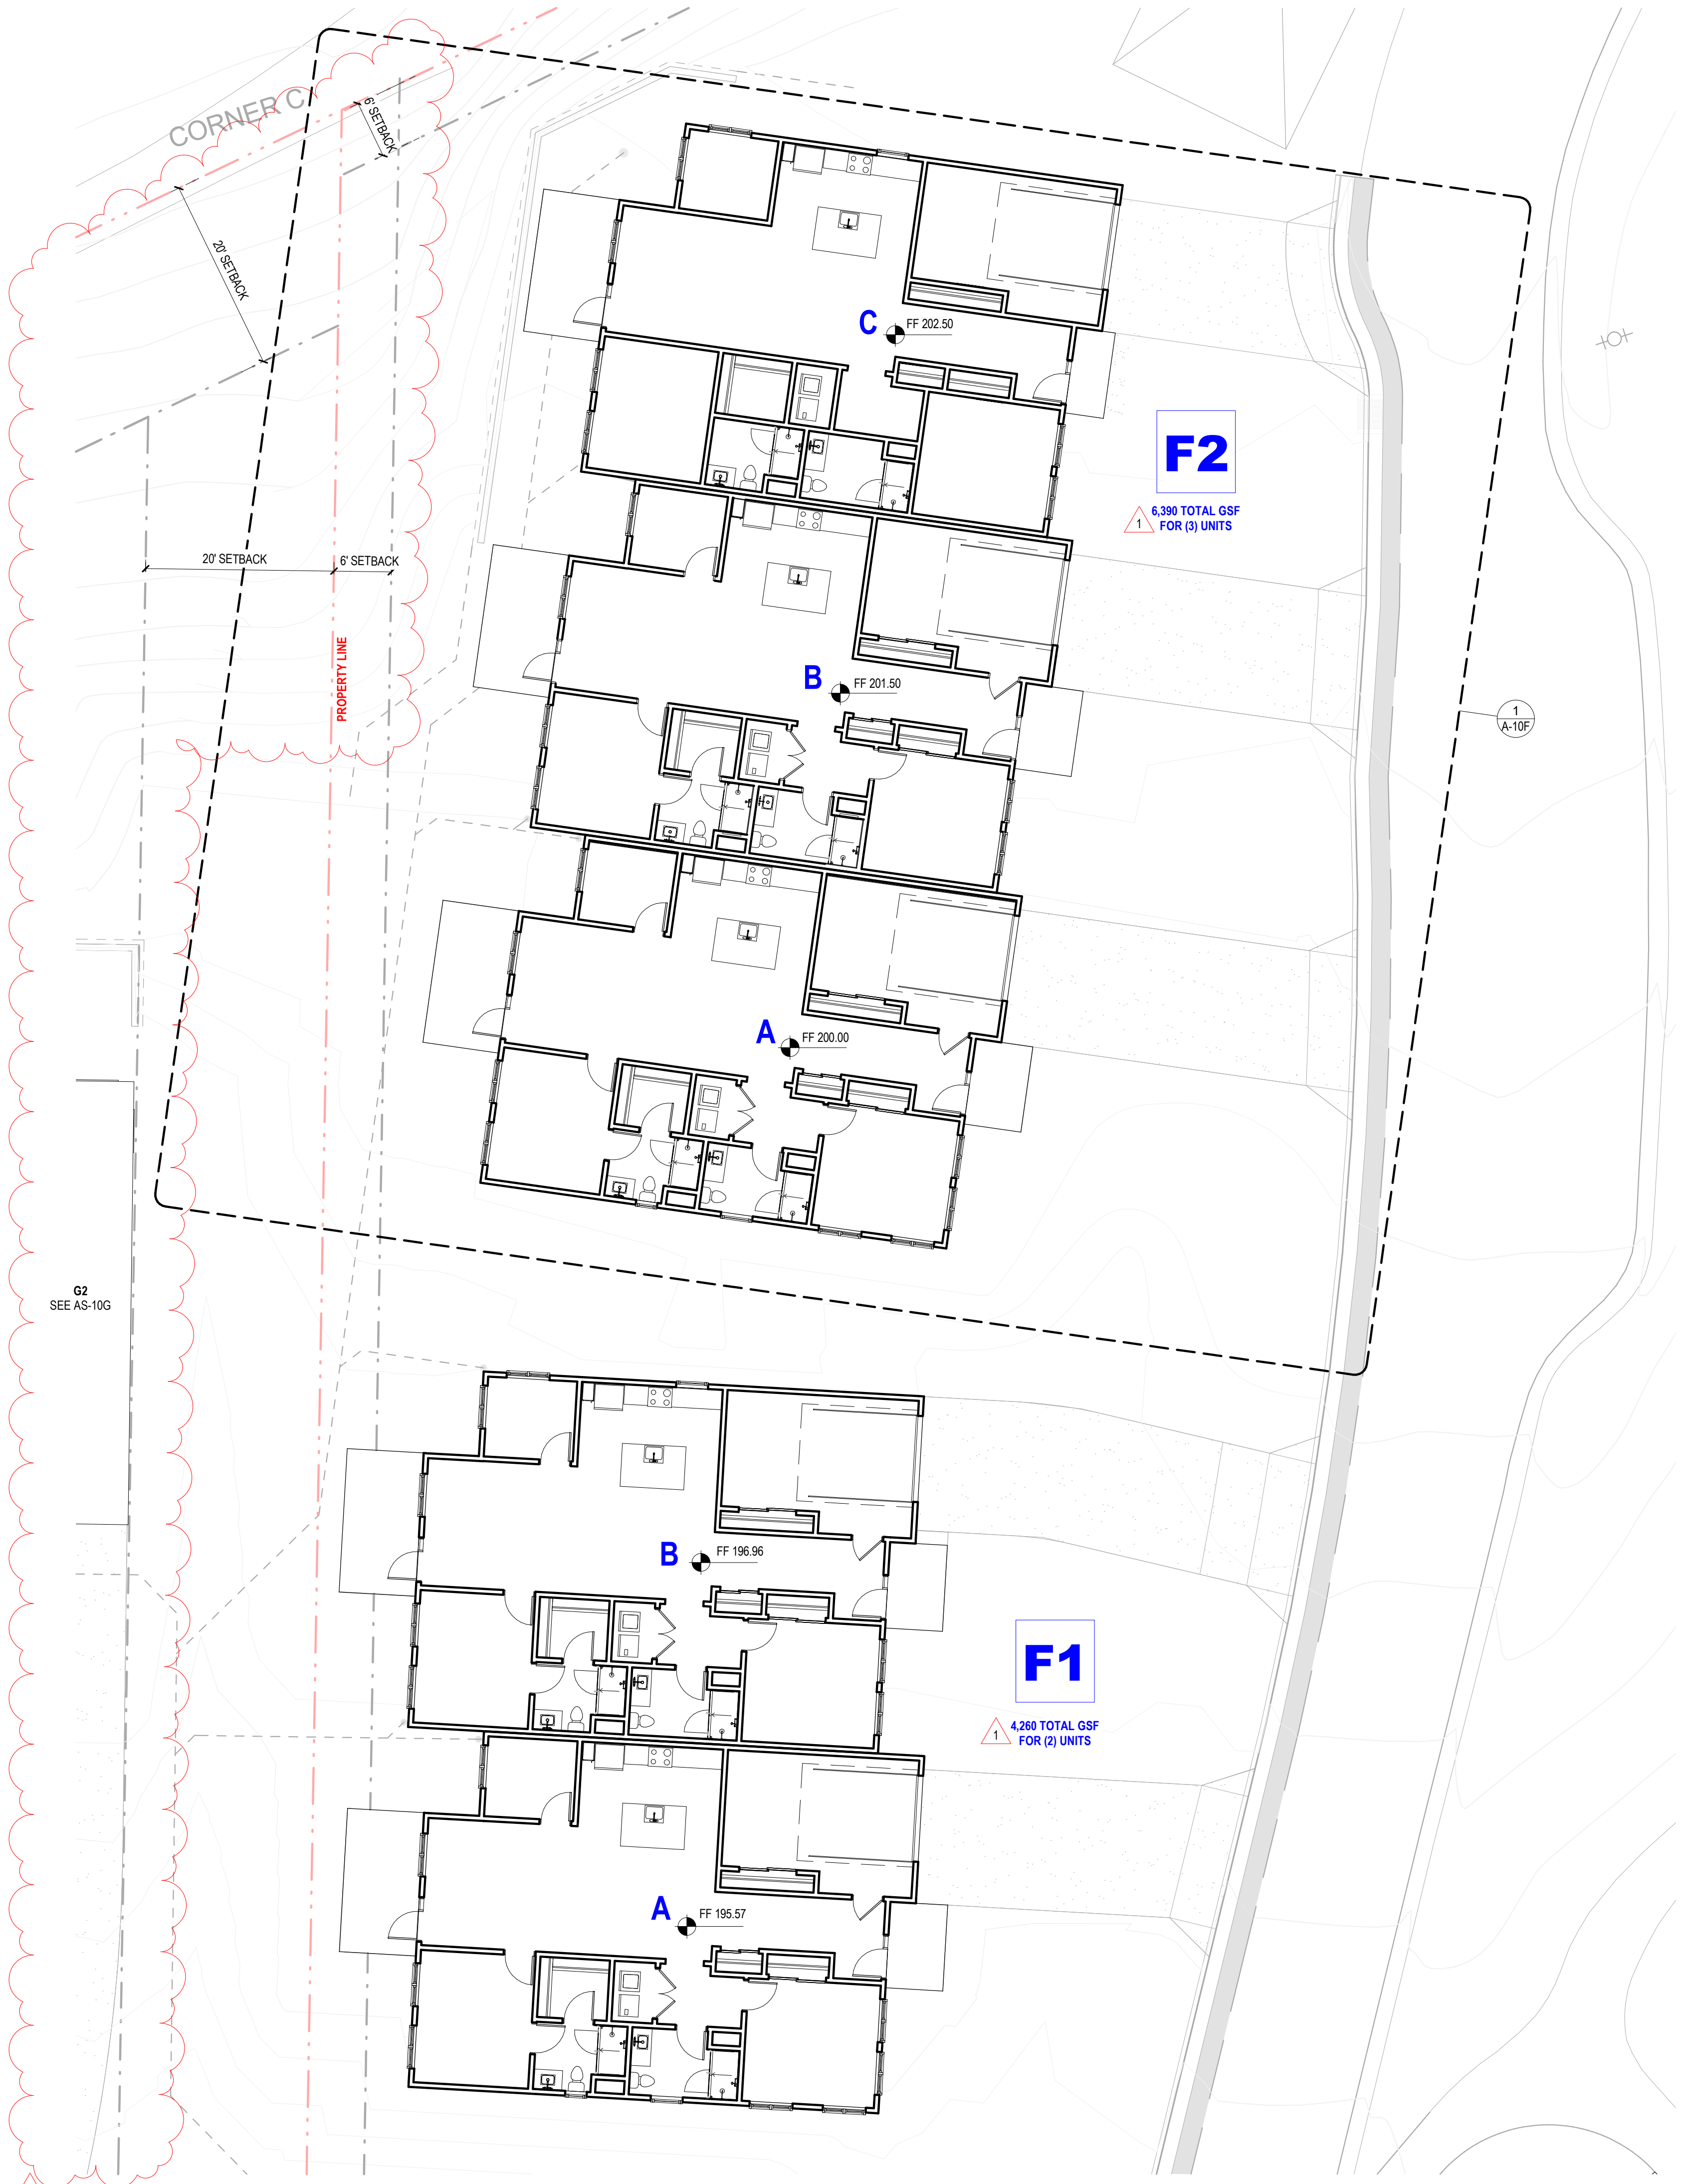 CORNER C
6' SETBACK
20' SETBACK
C
FF 202.50
F2
1
6,390 TOTAL GSF
FOR (3) UNITS
20' SETBACK
6' SETBACK
PROPERTY LINE
B
FF 201.50
1
A-10F
A
FF 200.00
G2
SEE AS-10G
B
FF 196.96
F1
1
4,260 TOTAL GSF
FOR (2) UNITS
A
FF 195.57